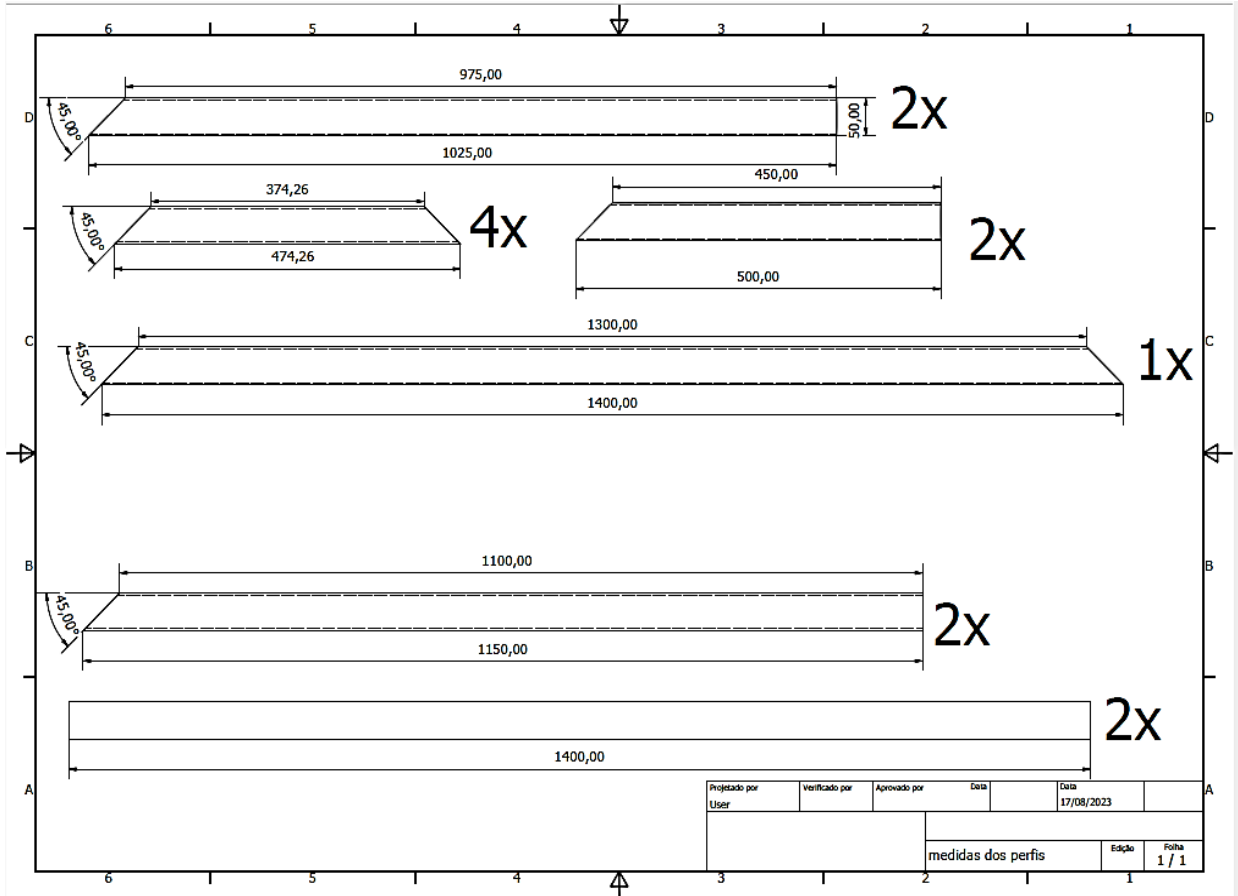 6 5 4 3 2 1
D D
975,00
45,00°
50,00
2x
1025,00
374,26
45,00°
4x
474,26
450,00
2x
500,00
C C
1300,00
45,00°
1x
1400,00
B B
1100,00
45,00°
2x
1150,00
2x
1400,00
A A
Projetado por Verificado por Aprovado por Data Data
User 17/08/2023
medidas dos perfis Edição Folha
1 / 1
6 5 4 3 2 1